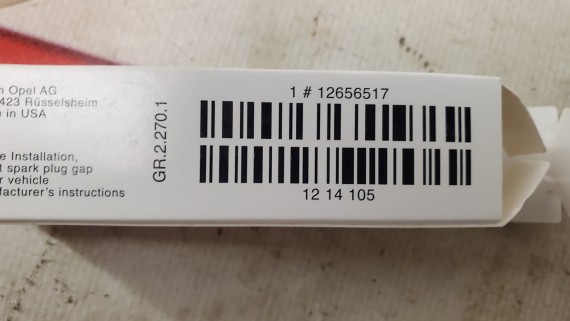 Opel AG
423 Rüsselsheim
in USA
Installation,
spark plug gap
vehicle
manufacturer's instructions
GR.2.270.1
1 # 12656517
12 14 105